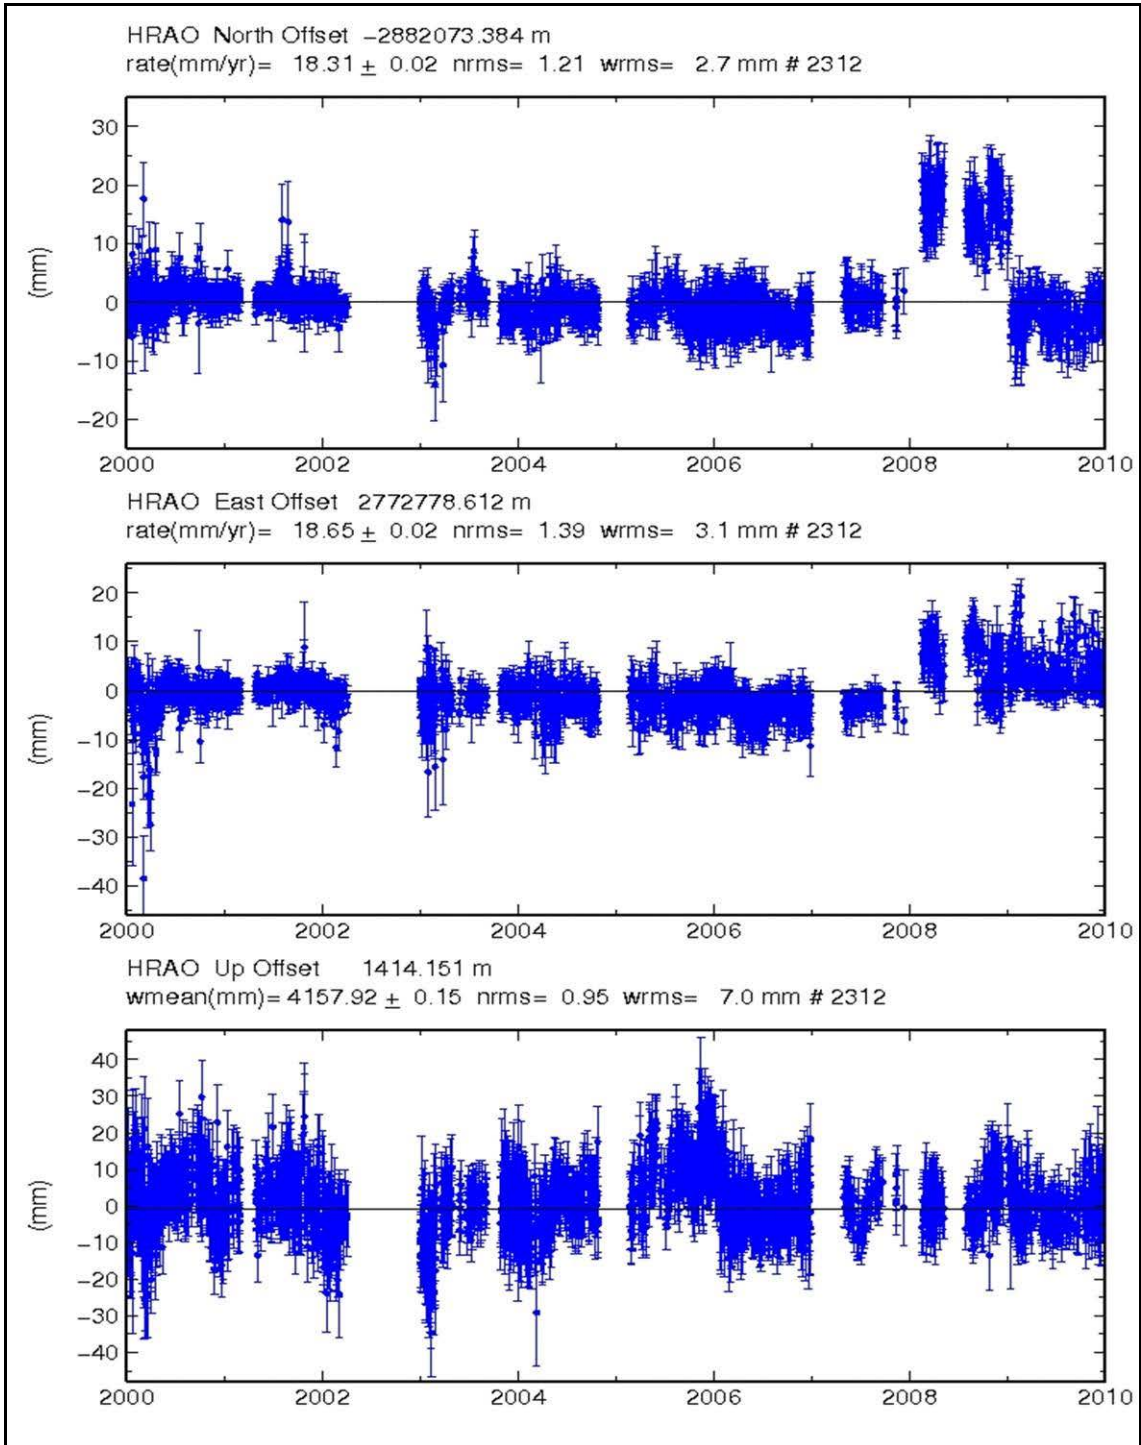 HRAO North Offset -2882073.384 m
rate(mm/yr)= 18.31 ± 0.02 nrms= 1.21 wrms= 2.7 mm # 2312
30
20
10
0
-10
-20
(mm)
2000 2002 2004 2006 2008 2010
HRAO East Offset 2772778.612 m
rate(mm/yr)= 18.65 ± 0.02 nrms= 1.39 wrms= 3.1 mm # 2312
20
10
0
-10
-20
-30
-40
(mm)
2000 2002 2004 2006 2008 2010
HRAO Up Offset 1414.151 m
wmean(mm)= 4157.92 ± 0.15 nrms= 0.95 wrms= 7.0 mm # 2312
40
30
20
10
0
-10
-20
-30
-40
(mm)
2000 2002 2004 2006 2008 2010